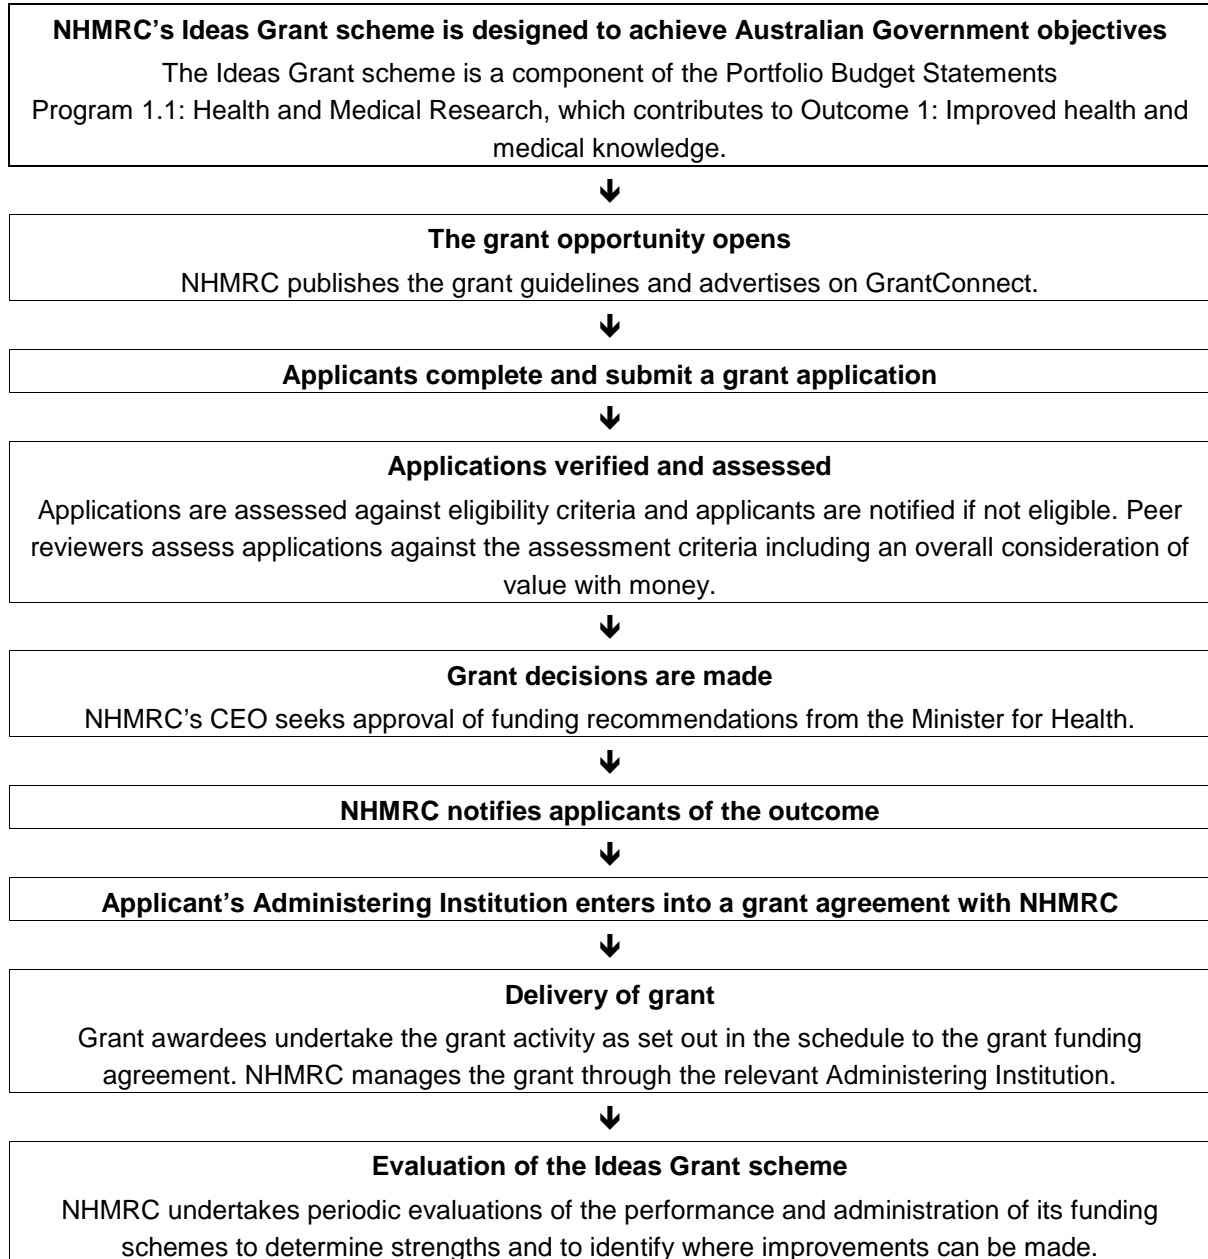 NHMRC’s Ideas Grant scheme is designed to achieve Australian Government objectives
The Ideas Grant scheme is a component of the Portfolio Budget Statements
Program 1.1: Health and Medical Research, which contributes to Outcome 1: Improved health and
medical knowledge.
The grant opportunity opens
NHMRC publishes the grant guidelines and advertises on GrantConnect.
Applicants complete and submit a grant application
Applications verified and assessed
Applications are assessed against eligibility criteria and applicants are notified if not eligible. Peer
reviewers assess applications against the assessment criteria including an overall consideration of
value with money.
Grant decisions are made
NHMRC’s CEO seeks approval of funding recommendations from the Minister for Health.
NHMRC notifies applicants of the outcome
Applicant’s Administering Institution enters into a grant agreement with NHMRC
Delivery of grant
Grant awardees undertake the grant activity as set out in the schedule to the grant funding
agreement. NHMRC manages the grant through the relevant Administering Institution.
Evaluation of the Ideas Grant scheme
NHMRC undertakes periodic evaluations of the performance and administration of its funding
schemes to determine strengths and to identify where improvements can be made.